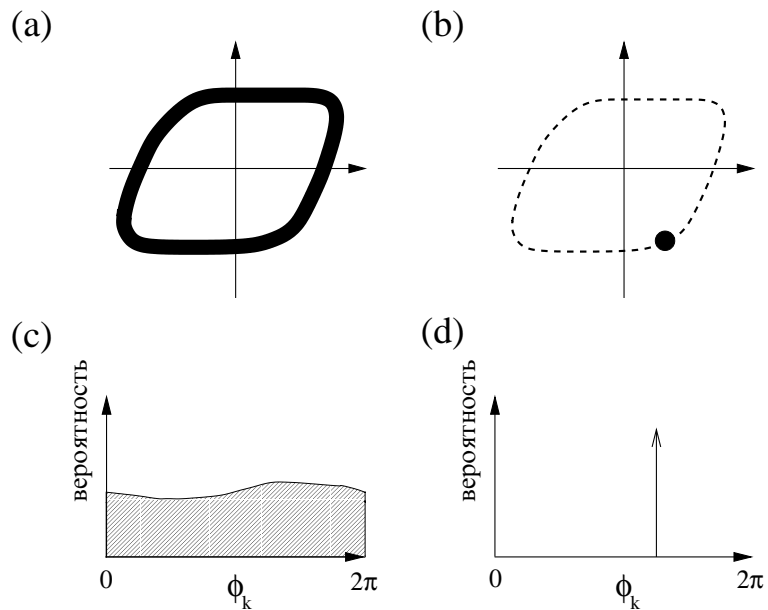 (a)
(b)
(c)
вероятность
0
ϕk
2π
(d)
вероятность
0
ϕk
2π